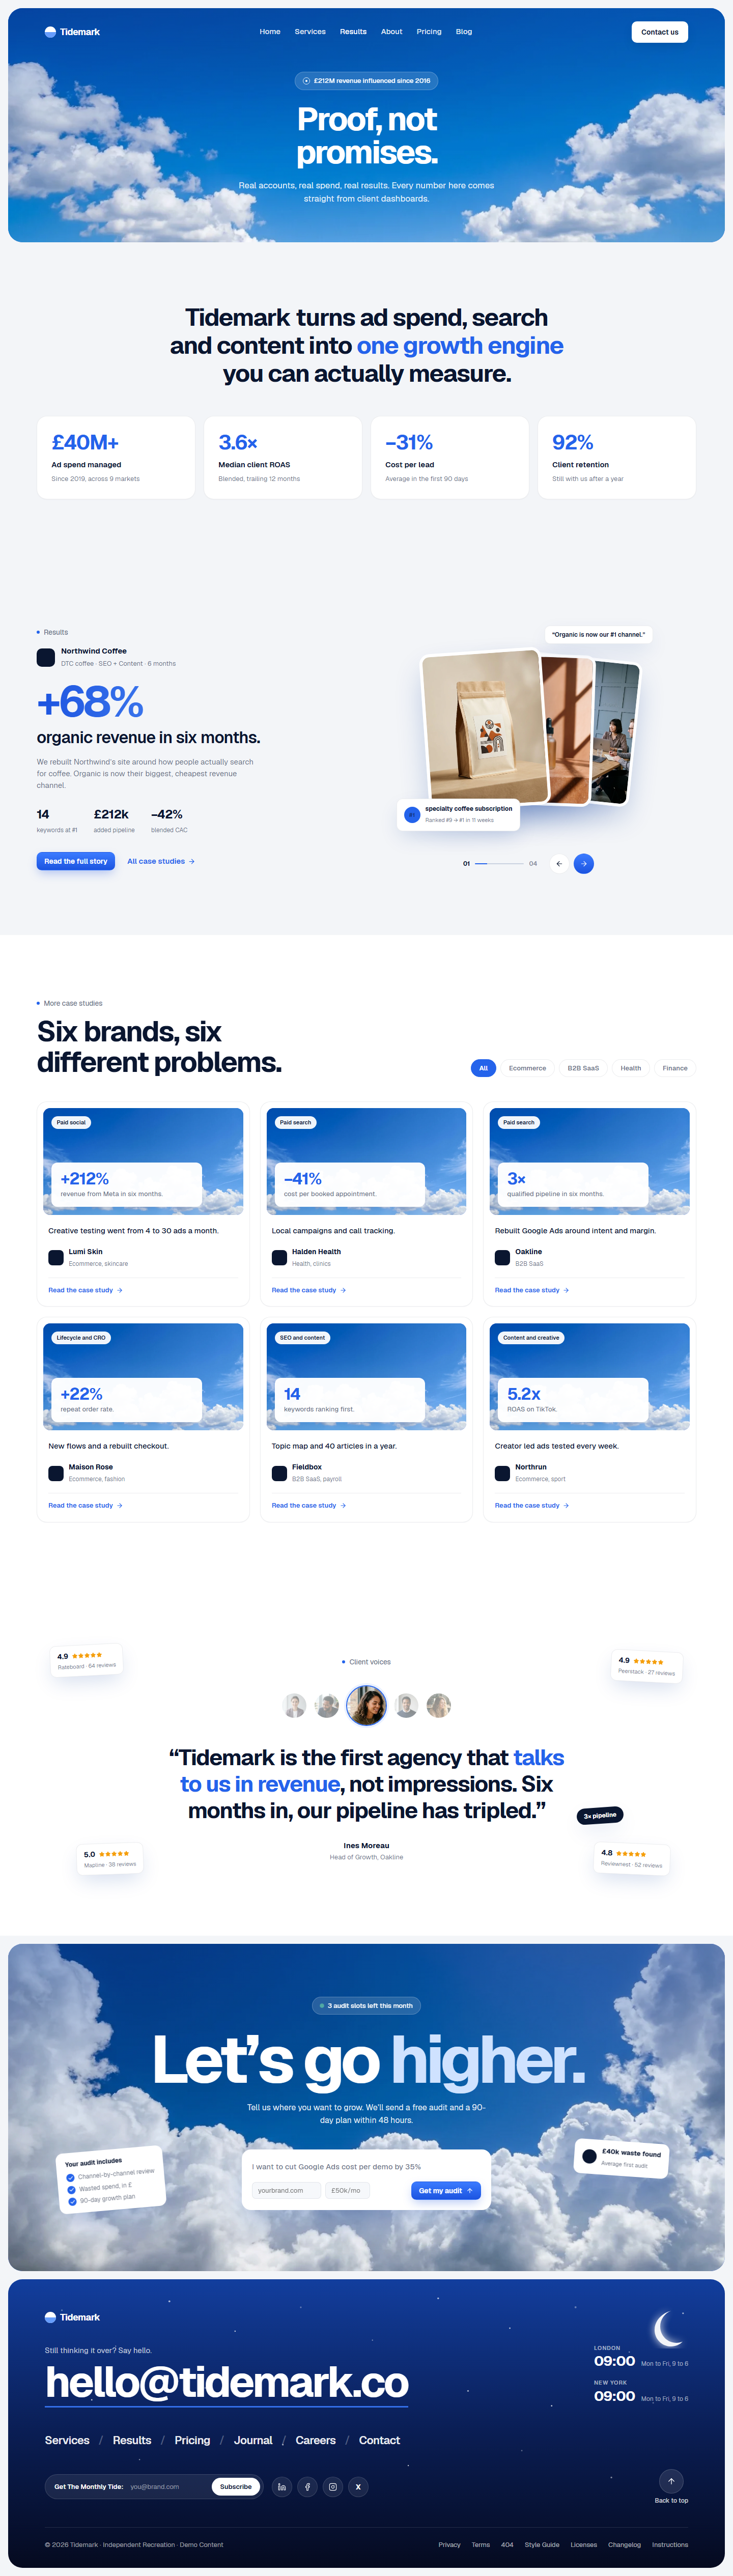 Tidemark
Home Services Results About Pricing Blog
Contact us
£212M revenue influenced since 2016
Proof, not
promises.
Real accounts, real spend, real results. Every number here comes
straight from client dashboards.
Tidemark turns ad spend, search
and content into one growth engine
you can actually measure.
£40M+
Ad spend managed
Since 2019, across 9 markets
3.6×
Median client ROAS
Blended, trailing 12 months
−31%
Cost per lead
Average in the first 90 days
92%
Client retention
Still with us after a year
Results
Northwind Coffee
DTC coffee · SEO + Content · 6 months
+68%
organic revenue in six months.
We rebuilt Northwind's site around how people actually search
for coffee. Organic is now their biggest, cheapest revenue
channel.
14
keywords at #1
£212k
added pipeline
−42%
blended CAC
Read the full story
All case studies →
“Organic is now our #1 channel.”
#1
specialty coffee subscription
Ranked #9 → #1 in 11 weeks
01 04
More case studies
Six brands, six
different problems.
All Ecommerce B2B SaaS Health Finance
Paid social
+212%
revenue from Meta in six months.
Creative testing went from 4 to 30 ads a month.
Lumi Skin
Ecommerce, skincare
Read the case study →
Paid search
−41%
cost per booked appointment.
Local campaigns and call tracking.
Halden Health
Health, clinics
Read the case study →
Paid search
3×
qualified pipeline in six months.
Rebuilt Google Ads around intent and margin.
Oakline
B2B SaaS
Read the case study →
Lifecycle and CRO
+22%
repeat order rate.
New flows and a rebuilt checkout.
Maison Rose
Ecommerce, fashion
Read the case study →
SEO and content
14
keywords ranking first.
Topic map and 40 articles in a year.
Fieldbox
B2B SaaS, payroll
Read the case study →
Content and creative
5.2x
ROAS on TikTok.
Creator led ads tested every week.
Northrun
Ecommerce, sport
Read the case study →
4.9 ★★★★★
Rateboard · 64 reviews
4.9 ★★★★★
Peerstack · 27 reviews
Client voices
“Tidemark is the first agency that talks
to us in revenue, not impressions. Six
months in, our pipeline has tripled.”
3× pipeline
Ines Moreau
Head of Growth, Oakline
5.0 ★★★★★
Mapline · 38 reviews
4.8 ★★★★★
Reviewnest · 52 reviews
3 audit slots left this month
Let’s go higher.
Tell us where you want to grow. We’ll send a free audit and a 90-
day plan within 48 hours.
Your audit includes
Channel-by-channel review
Wasted spend, in £
90-day growth plan
I want to cut Google Ads cost per demo by 35%
yourbrand.com
£50k/mo
Get my audit ↑
£40k waste found
Average first audit
Tidemark
Still thinking it over? Say hello.
hello@tidemark.co
LONDON
09:00 Mon to Fri, 9 to 6
NEW YORK
09:00 Mon to Fri, 9 to 6
Services / Results / Pricing / Journal / Careers / Contact
Get The Monthly Tide: you@brand.com Subscribe
Back to top
© 2026 Tidemark · Independent Recreation · Demo Content
Privacy Terms 404 Style Guide Licenses Changelog Instructions